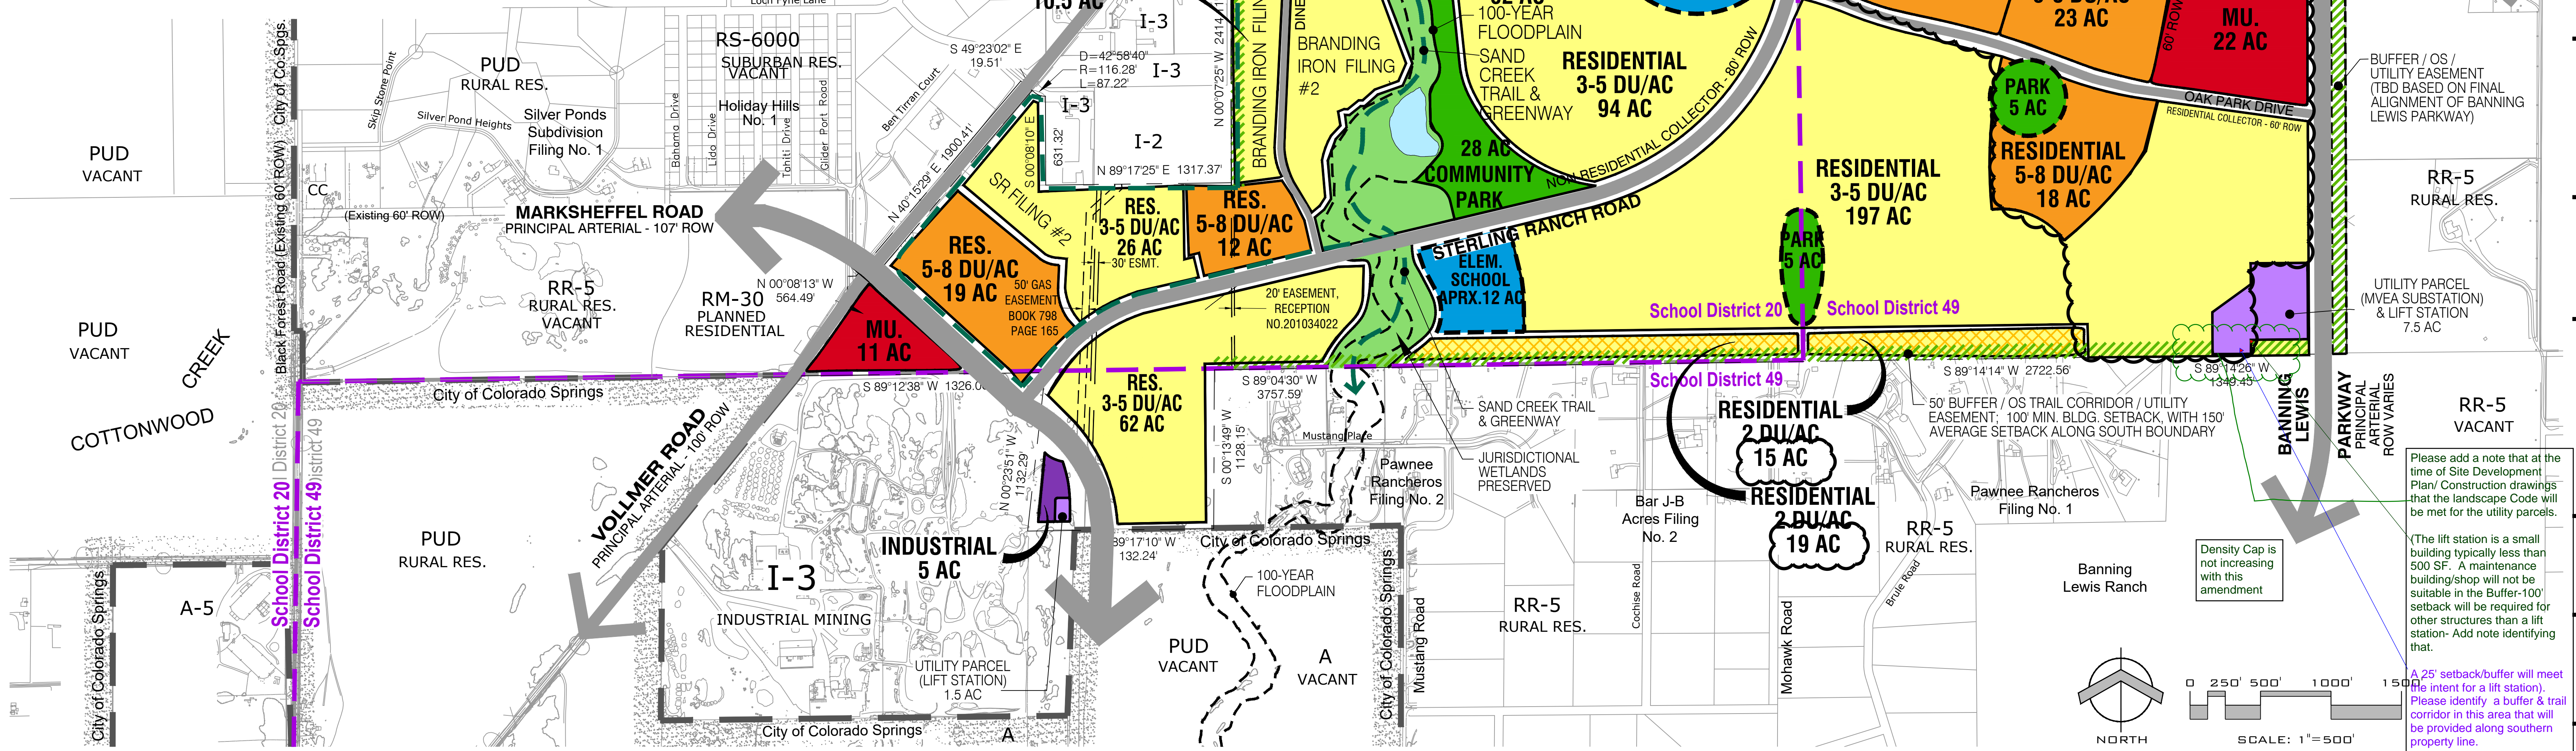 Loch Fyne Lane
10.5 AC
I-3
RS-6000
SUBURBAN RES.
VACANT
Holiday Hills
No. 1
PUD
RURAL RES.
Silver Ponds
Subdivision
Filing No. 1
Skip Stone Point
Silver Pond Heights
Bahama Drive
Lido Drive
Tahiti Drive
Gilder Port Road
Ben Tirran Court
S 49°23'02" E
19.51'
D=42°58'40"
R=116.28'
L=87.22'
I-3
I-3
I-2
S 00°08'10" E
631.32'
N 89°17'25" E 1317.37'
N 40°15'29" E 1900.41'
BRANDING IRON FILIN
BRANDING
IRON FILING
#2
100-YEAR
FLOODPLAIN
SAND
CREEK
TRAIL &
GREENWAY
RESIDENTIAL
3-5 DU/AC
94 AC
NON RESIDENTIAL COLLECTOR - 80' ROW
28 AC
COMMUNITY
PARK
STERLING RANCH ROAD
23 AC
60' ROW
MU.
22 AC
PARK
5 AC
OAK PARK DRIVE
RESIDENTIAL COLLECTOR - 60' ROW
RESIDENTIAL
5-8 DU/AC
18 AC
RESIDENTIAL
3-5 DU/AC
197 AC
PARK
5 AC
BUFFER / OS /
UTILITY EASEMENT
(TBD BASED ON FINAL
ALIGNMENT OF BANNING
LEWIS PARKWAY)
RR-5
RURAL RES.
UTILITY PARCEL
(MVEA SUBSTATION)
& LIFT STATION
7.5 AC
PUD
VACANT
City of Co.Spgs.
Black Forest Road (Existing 60' ROW)
CC
(Existing 60' ROW)
MARKSHEFFEL ROAD
PRINCIPAL ARTERIAL - 107' ROW
RR-5
RURAL RES.
VACANT
RM-30
PLANNED
RESIDENTIAL
N 00°08'13" W
564.49'
PUD
VACANT
CREEK
COTTONWOOD
SR FILING #2
RES.
5-8 DU/AC
19 AC
50' GAS
EASEMENT
BOOK 798
PAGE 165
RES.
3-5 DU/AC
26 AC
30' ESMT.
RES.
5-8 DU/AC
12 AC
20' EASEMENT,
RECEPTION
NO.201034022
ELEM.
SCHOOL
APRX.12 AC
School District 20
School District 49
School District 49
MU.
11 AC
S 89°12'38" W
City of Colorado Springs
RES.
3-5 DU/AC
62 AC
S 89°04'30" W
3757.59'
S 00°13'49" W
1128.15'
N 00°23'51" W
1132.29'
Mustang Place
SAND CREEK TRAIL
& GREENWAY
JURISDICTIONAL
WETLANDS
PRESERVED
Pawnee
Rancheros
Filing No. 2
RESIDENTIAL
2 DU/AC
15 AC
RESIDENTIAL
2 DU/AC
19 AC
S 89°14'14" W 2722.56'
50' BUFFER / OS TRAIL CORRIDOR / UTILITY
EASEMENT; 100' MIN. BLDG. SETBACK, WITH 150'
AVERAGE SETBACK ALONG SOUTH BOUNDARY
S 89°14'26" W
1349.45'
BANNING
LEWIS
PARKWAY
PRINCIPAL
ARTERIAL
ROW VARIES
RR-5
VACANT
Bar J-B
Acres Filing
No. 2
Pawnee Rancheros
Filing No. 1
RR-5
RURAL RES.
Brule Road
Cochise Road
Mohawk Road
Mustang Road
RR-5
RURAL RES.
Banning
Lewis Ranch
VOLLMER ROAD
PRINCIPAL ARTERIAL - 100' ROW
School District 20
School District 49
PUD
RURAL RES.
A-5
City of Colorado Springs
INDUSTRIAL
5 AC
I-3
INDUSTRIAL MINING
UTILITY PARCEL
(LIFT STATION)
1.5 AC
City of Colorado Springs
A
89°17'10" W
132.24'
City of Colorado Springs
100-YEAR
FLOODPLAIN
PUD
VACANT
A
VACANT
City of Colorado Springs
Density Cap is
not increasing
with this
amendment
Please add a note that at the
time of Site Development
Plan/ Construction drawings
that the landscape Code will
be met for the utility parcels.
(The lift station is a small
building typically less than
500 SF. A maintenance
building/shop will not be
suitable in the Buffer-100'
setback will be required for
other structures than a lift
station- Add note identifying
that.
A 25' setback/buffer will meet
the intent for a lift station).
Please identify a buffer & trail
corridor in this area that will
be provided along southern
property line.
NORTH
0 250' 500' 1000' 1500'
SCALE: 1"=500'